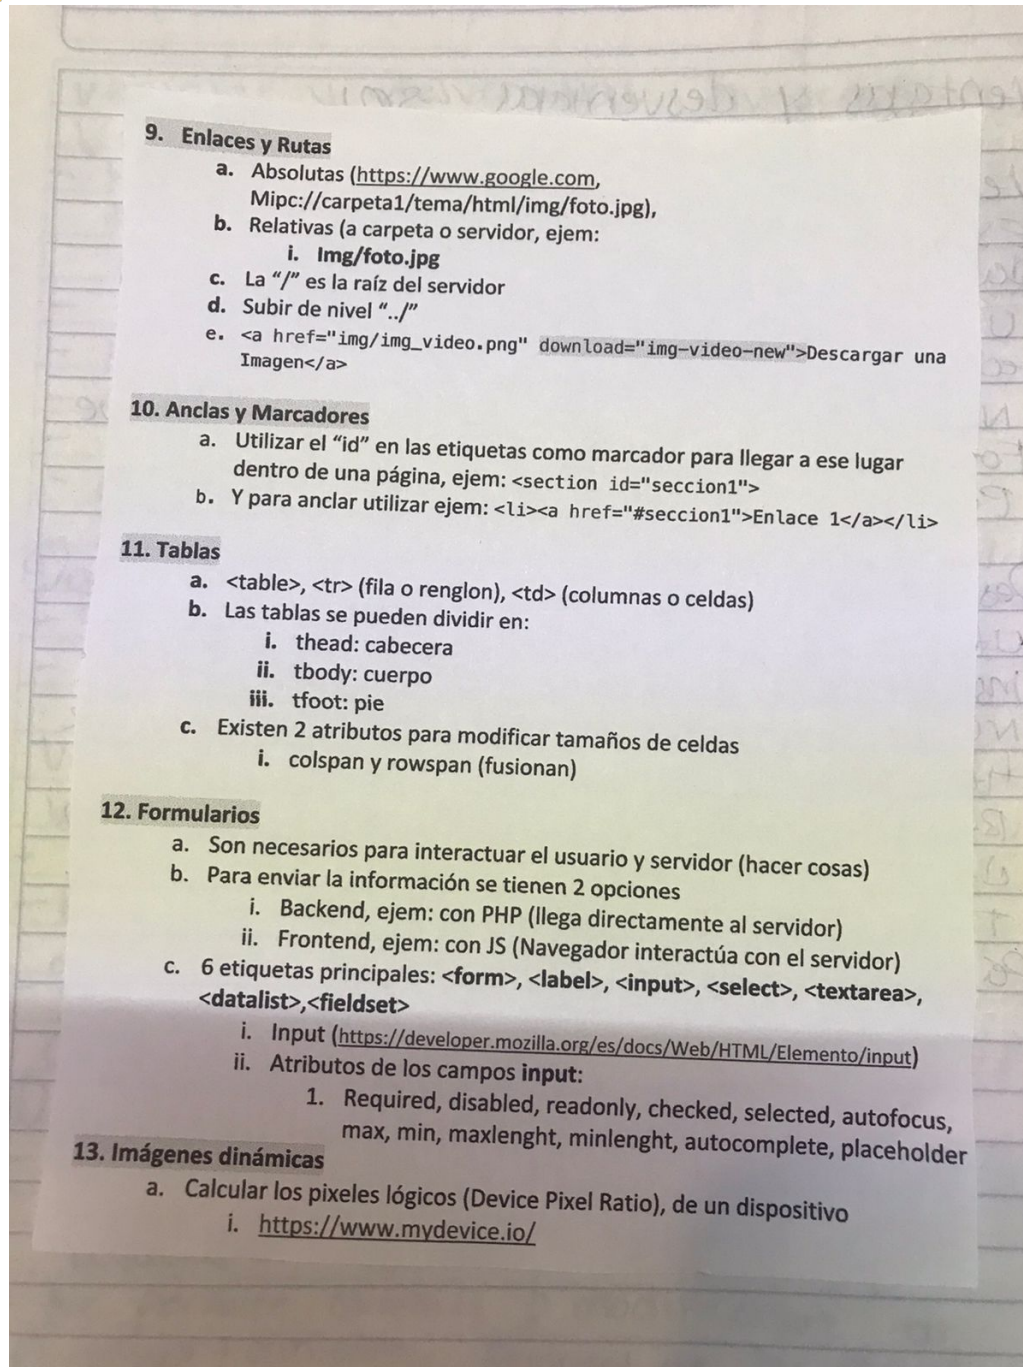 9. Enlaces y Rutas
a. Absolutas (https://www.google.com,
Mipc://carpeta1/tema/html/img/foto.jpg),
b. Relativas (a carpeta o servidor, ejem:
i. Img/foto.jpg
c. La “/” es la raíz del servidor
d. Subir de nivel “../”
e. <a href="img/img_video.png" download="img-video-new">Descargar una
Imagen</a>
10. Anclas y Marcadores
a. Utilizar el “id” en las etiquetas como marcador para llegar a ese lugar
dentro de una página, ejem: <section id="seccion1">
b. Y para anclar utilizar ejem: <li><a href="#seccion1">Enlace 1</a></li>
11. Tablas
a. <table>, <tr> (fila o renglon), <td> (columnas o celdas)
b. Las tablas se pueden dividir en:
i. thead: cabecera
ii. tbody: cuerpo
iii. tfoot: pie
c. Existen 2 atributos para modificar tamaños de celdas
i. colspan y rowspan (fusionan)
12. Formularios
a. Son necesarios para interactuar el usuario y servidor (hacer cosas)
b. Para enviar la información se tienen 2 opciones
i. Backend, ejem: con PHP (llega directamente al servidor)
ii. Frontend, ejem: con JS (Navegador interactúa con el servidor)
c. 6 etiquetas principales: <form>, <label>, <input>, <select>, <textarea>,
<datalist>,<fieldset>
i. Input (https://developer.mozilla.org/es/docs/Web/HTML/Elemento/input)
ii. Atributos de los campos input:
1. Required, disabled, readonly, checked, selected, autofocus,
max, min, maxlenght, minlenght, autocomplete, placeholder
13. Imágenes dinámicas
a. Calcular los pixeles lógicos (Device Pixel Ratio), de un dispositivo
i. https://www.mydevice.io/